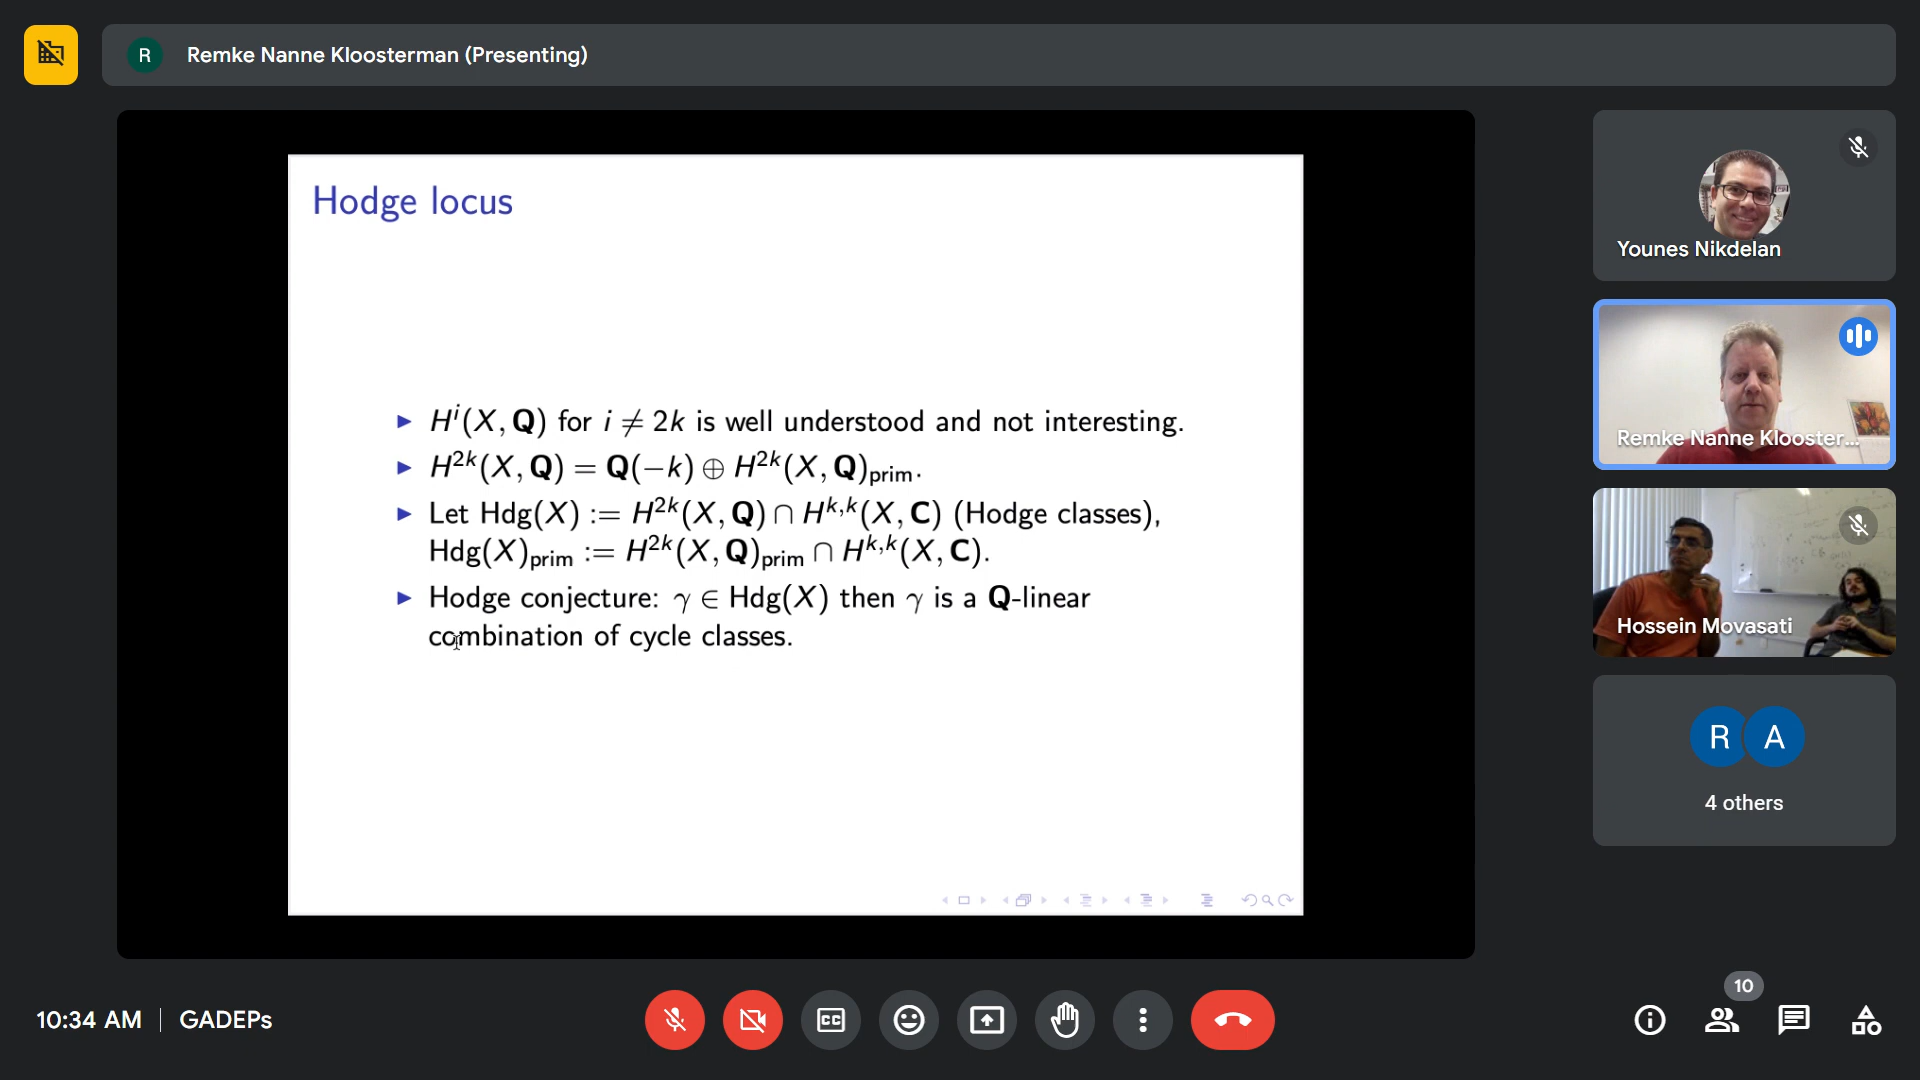 R Remke Nanne Kloosterman (Presenting)
Hodge locus
▶ H^i(X, Q) for i ≠ 2k is well understood and not interesting.
▶ H^{2k}(X, Q) = Q(−k) ⊕ H^{2k}(X, Q)_prim.
▶ Let Hdg(X) := H^{2k}(X, Q) ∩ H^{k,k}(X, C) (Hodge classes),
Hdg(X)_prim := H^{2k}(X, Q)_prim ∩ H^{k,k}(X, C).
▶ Hodge conjecture: γ ∈ Hdg(X) then γ is a Q-linear
combination of cycle classes.
Younes Nikdelan
Remke Nanne Klooster...
Hossein Movasati
R A
4 others
10:34 AM | GADEPs
CC
10